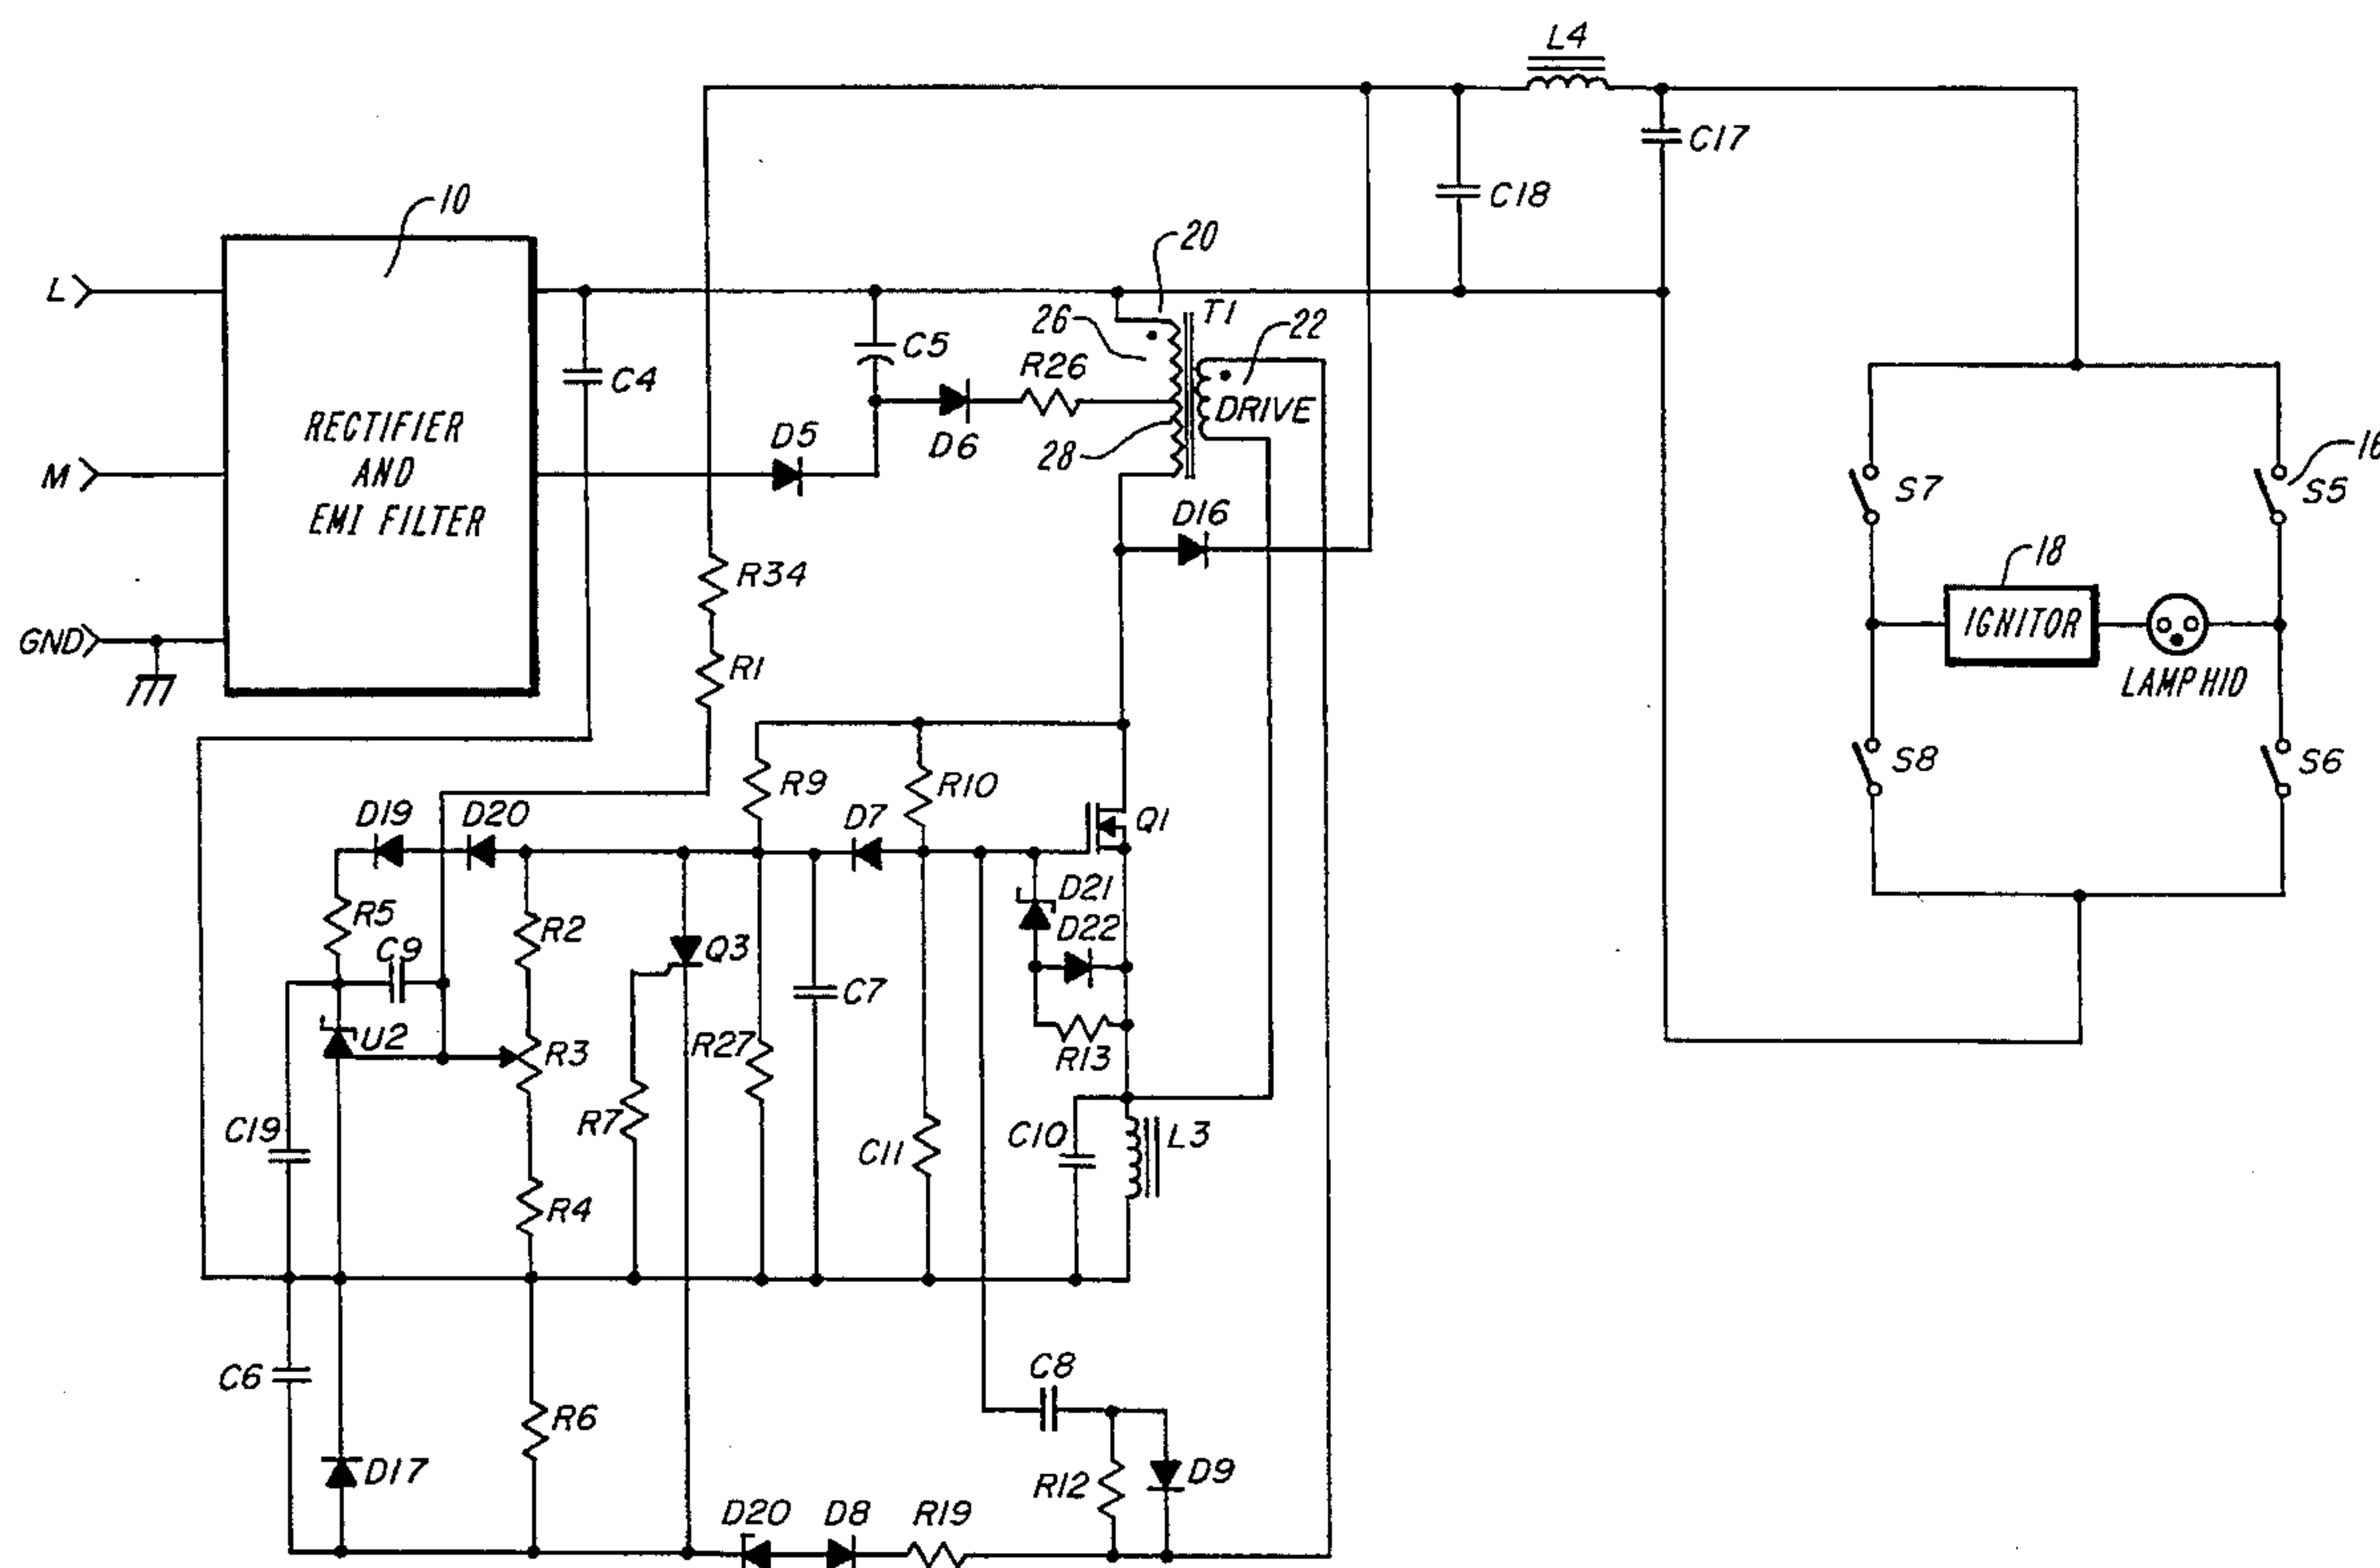 L4
C17
C18
10
20
L
26
T1
22
C5
R26
C4
RECTIFIER
AND
EMI FILTER
DRIVE
D5
D6
28
M
16
S7
S5
D16
R34
18
GND
IGNITOR
R1
LAMP HID
S8
S6
R9
R10
D19
D20
D7
Q1
D21
R5
R2
D22
C9
Q3
C7
U2
R3
R27
R13
C19
R7
C11
C10
L3
R4
C8
C6
R6
D17
R12
D9
D20
D8
R19